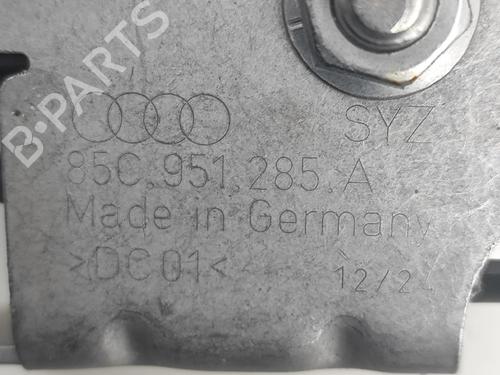 B-PARTS
SYZ
85C.951.285.A
Made in Germany
>DC01<
12/2